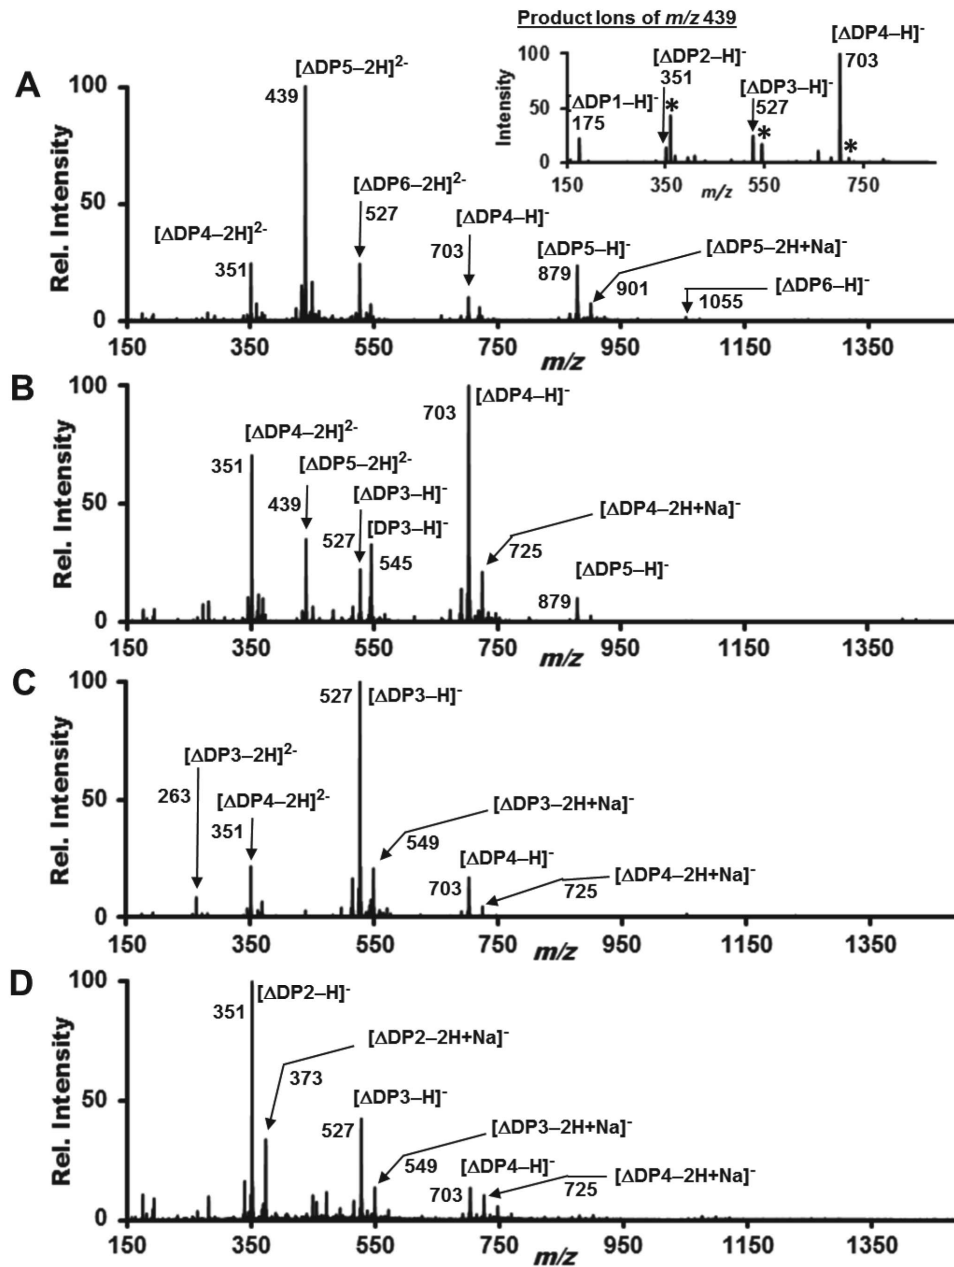 Product Ions of m/z 439
A
Rel. Intensity
100
50
0
[ΔDP5–2H]²⁻
439
[ΔDP6–2H]²⁻
527
[ΔDP4–2H]²⁻
351
[ΔDP4–H]⁻
703
[ΔDP5–H]⁻
879
[ΔDP5–2H+Na]⁻
901
[ΔDP6–H]⁻
1055
150 350 550 750 950 1150 1350
m/z
Intensity
100
50
0
[ΔDP4–H]⁻
703
[ΔDP2–H]⁻
351
[ΔDP3–H]⁻
527
[ΔDP1–H]⁻
175
* * *
150 350 550 750
m/z
B
Rel. Intensity
100
50
0
[ΔDP4–H]⁻
703
[ΔDP4–2H]²⁻
351
[ΔDP5–2H]²⁻
439
[ΔDP3–H]⁻
527
[DP3–H]⁻
545
[ΔDP4–2H+Na]⁻
725
[ΔDP5–H]⁻
879
150 350 550 750 950 1150 1350
m/z
C
Rel. Intensity
100
50
0
527 [ΔDP3–H]⁻
[ΔDP3–2H]²⁻
263
[ΔDP4–2H]²⁻
351
[ΔDP3–2H+Na]⁻
549
[ΔDP4–H]⁻
703
[ΔDP4–2H+Na]⁻
725
150 350 550 750 950 1150 1350
m/z
D
Rel. Intensity
100
50
0
[ΔDP2–H]⁻
351
[ΔDP2–2H+Na]⁻
373
[ΔDP3–H]⁻
527
[ΔDP3–2H+Na]⁻
549
[ΔDP4–H]⁻
703
[ΔDP4–2H+Na]⁻
725
150 350 550 750 950 1150 1350
m/z